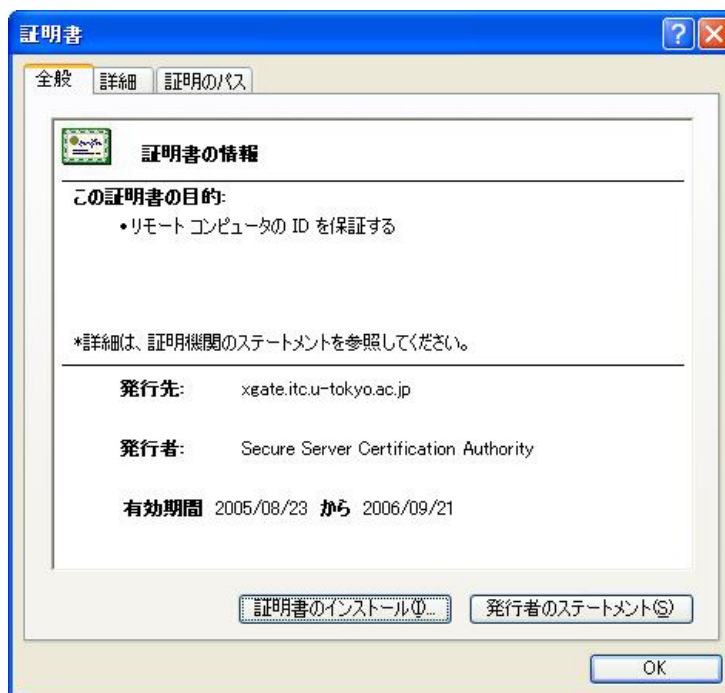 証明書
全般 詳細 証明のパス
証明書の情報
この証明書の目的:
•リモート コンピュータの ID を保証する
*詳細は、証明機関のステートメントを参照してください。
発行先: xgate.itc.u-tokyo.ac.jp
発行者: Secure Server Certification Authority
有効期間 2005/08/23 から 2006/09/21
証明書のインストール(I)... 発行者のステートメント(S)
OK